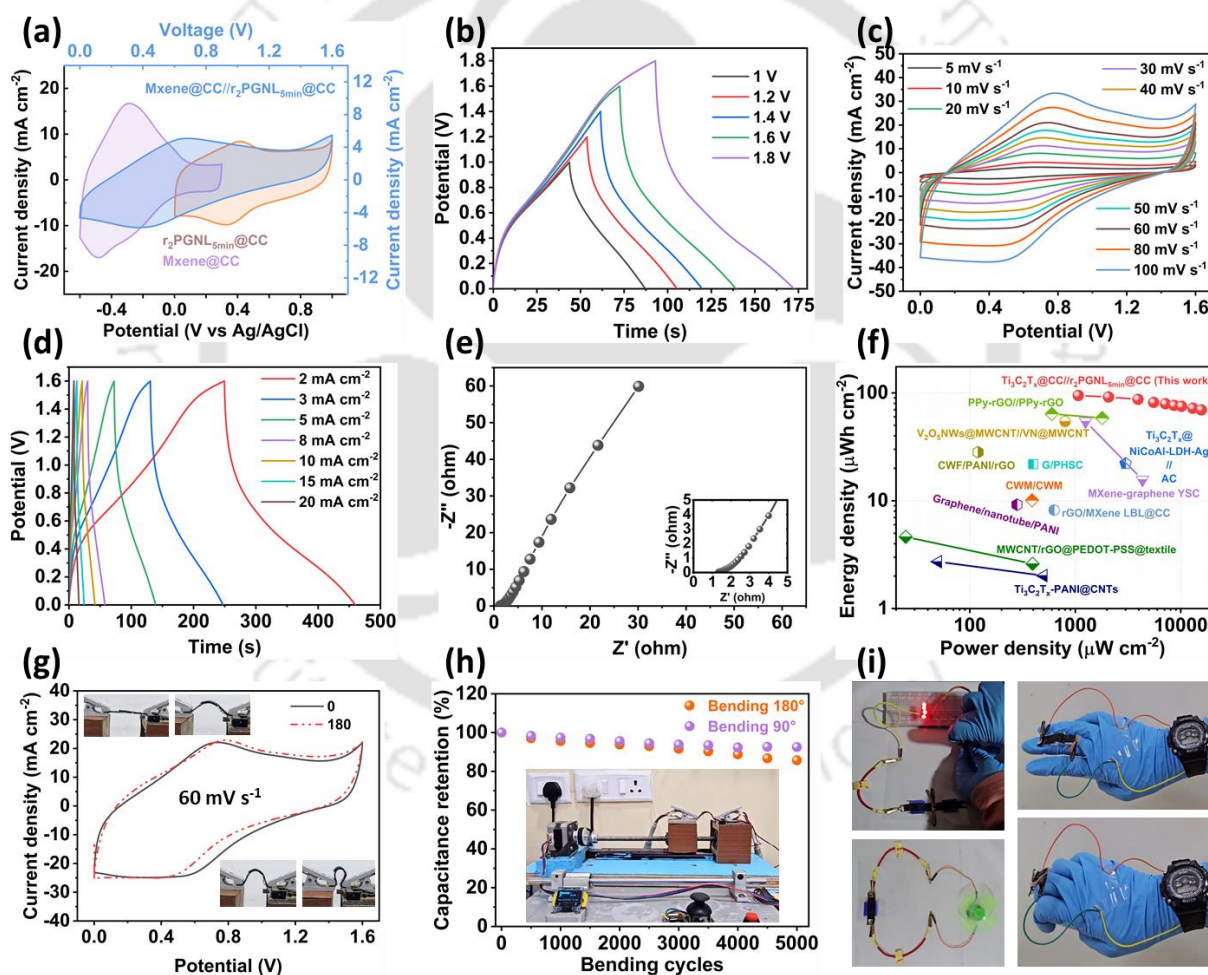 (a)
Voltage (V)
0.0 0.4 0.8 1.2 1.6
Current density (mA cm-2)
20
10
0
-10
-20
Mxene@CC//r2PGNL5min@CC
r2PGNL5min@CC
Mxene@CC
12
8
4
0
-4
-8
-12
Current density (mA cm-2)
-0.4 0.0 0.4 0.8
Potential (V vs Ag/AgCl)
(b)
Potential (V)
1.8
1.6
1.4
1.2
1.0
0.8
0.6
0.4
0.2
0.0
1 V
1.2 V
1.4 V
1.6 V
1.8 V
0 25 50 75 100 125 150 175
Time (s)
(c)
Current density (mA cm-2)
50
40
30
20
10
0
-10
-20
-30
-40
-50
5 mV s-1
10 mV s-1
20 mV s-1
30 mV s-1
40 mV s-1
50 mV s-1
60 mV s-1
80 mV s-1
100 mV s-1
0.0 0.4 0.8 1.2 1.6
Potential (V)
(d)
Potential (V)
1.6
1.4
1.2
1.0
0.8
0.6
0.4
0.2
0.0
2 mA cm-2
3 mA cm-2
5 mA cm-2
8 mA cm-2
10 mA cm-2
15 mA cm-2
20 mA cm-2
0 100 200 300 400 500
Time (s)
(e)
-Z'' (ohm)
60
50
40
30
20
10
0
-Z'' (ohm)
5
4
3
2
1
0
0 1 2 3 4 5
Z' (ohm)
0 10 20 30 40 50 60
Z' (ohm)
(f)
Energy density (μWh cm-2)
100
10
1
Ti3C2Tx@CC//r2PGNL5min@CC (This work
PPy-rGO//PPy-rGO
V2O5NWs@MWCNT//VN@MWCNT
CWF/PANI/rGO
G/PHSC
Ti3C2Tx@
NiCoAl-LDH-Ag
//
AC
CWM/CWM
MXene-graphene YSC
Graphene/nanotube/PANI
rGO/MXene LBL@CC
MWCNT/rGO@PEDOT-PSS@textile
Ti3C2Tx-PANI@CNTs
100 1000 10000
Power density (μW cm-2)
(g)
Current density (mA cm-2)
40
30
20
10
0
-10
-20
-30
-40
0
180
60 mV s-1
0.0 0.4 0.8 1.2 1.6
Potential (V)
(h)
Capacitance retention (%)
120
100
80
60
40
20
0
Bending 180°
Bending 90°
0 1000 2000 3000 4000 5000
Bending cycles
(i)